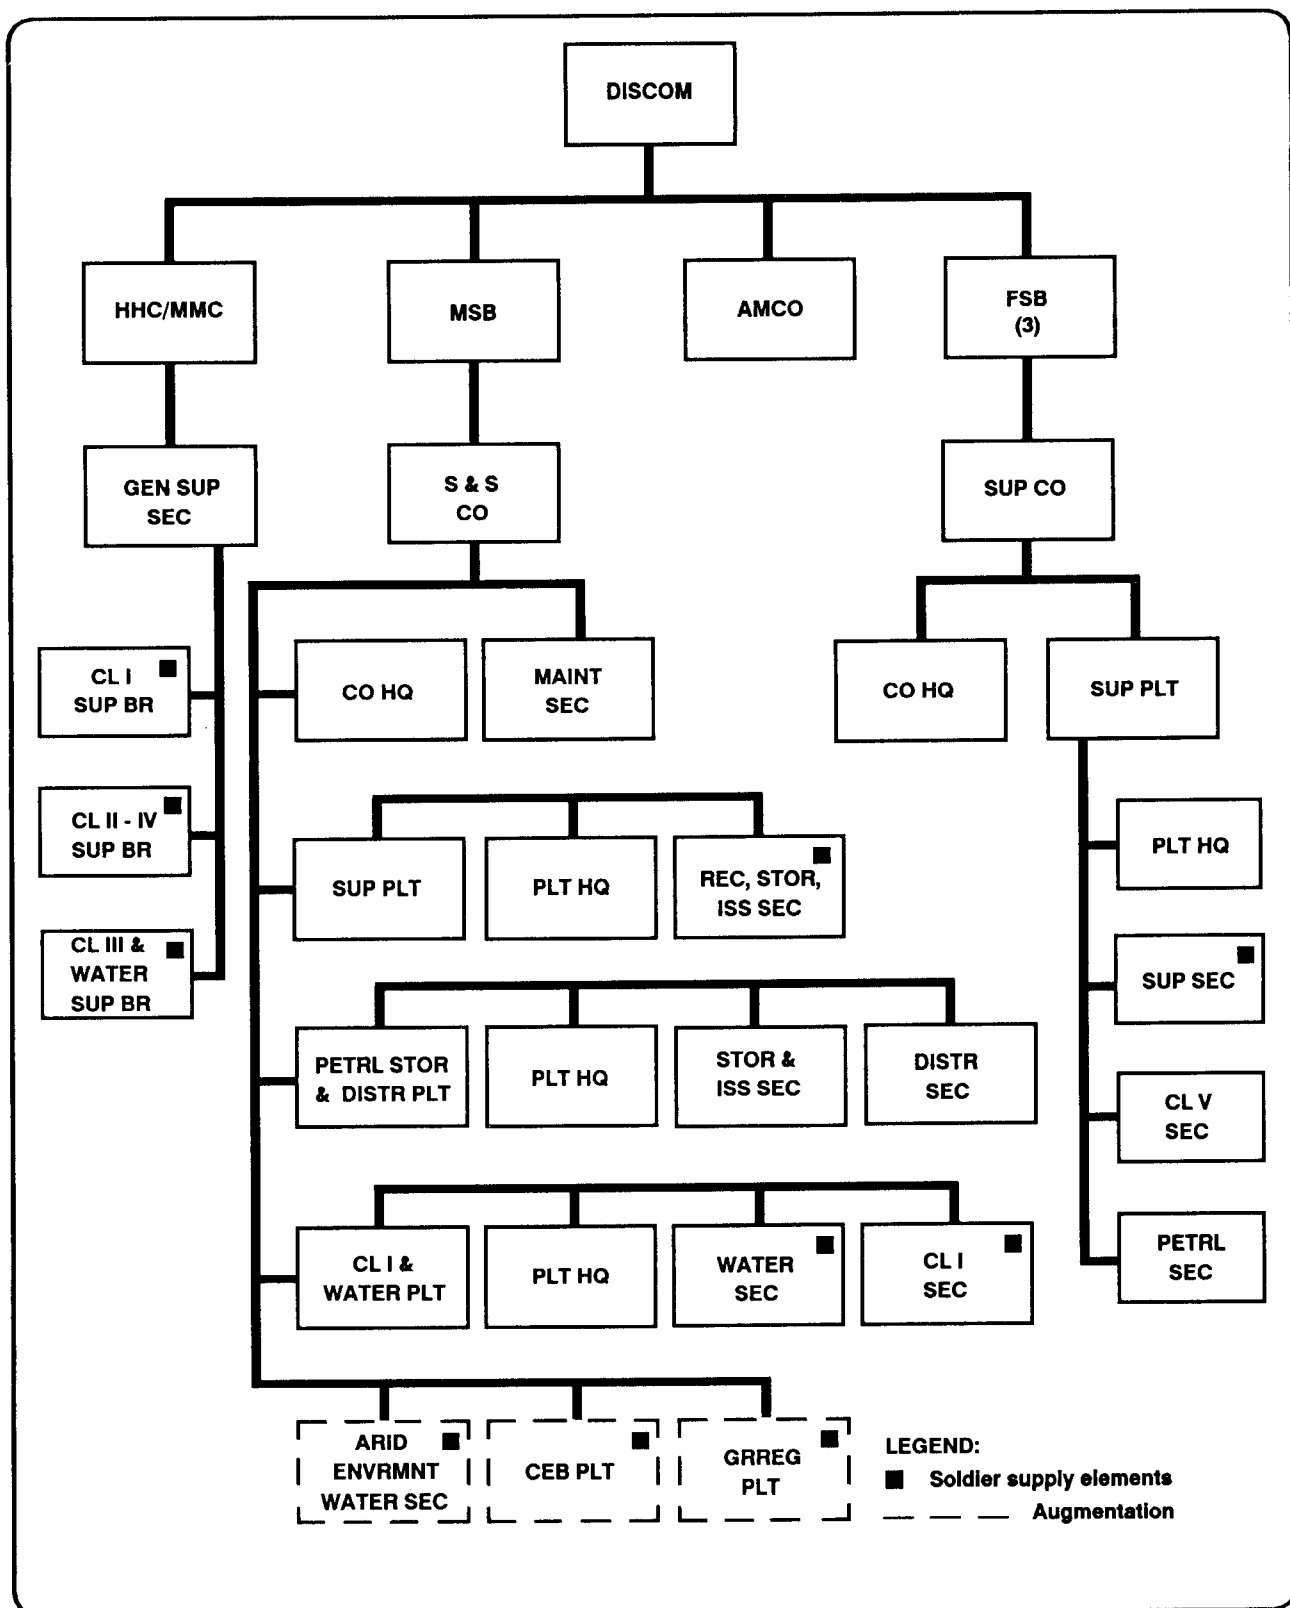 DISCOM
HHC/MMC
MSB
AMCO
FSB
(3)
GEN SUP
SEC
S & S
CO
SUP CO
CL I
SUP BR
CO HQ
MAINT
SEC
CO HQ
SUP PLT
CL II - IV
SUP BR
SUP PLT
PLT HQ
REC, STOR,
ISS SEC
PLT HQ
CL III &
WATER
SUP BR
SUP SEC
PETRL STOR
& DISTR PLT
PLT HQ
STOR &
ISS SEC
DISTR
SEC
CL V
SEC
CL I &
WATER PLT
PLT HQ
WATER
SEC
CL I
SEC
PETRL
SEC
ARID
ENVRMNT
WATER SEC
CEB PLT
GRREG
PLT
LEGEND:
Soldier supply elements
Augmentation